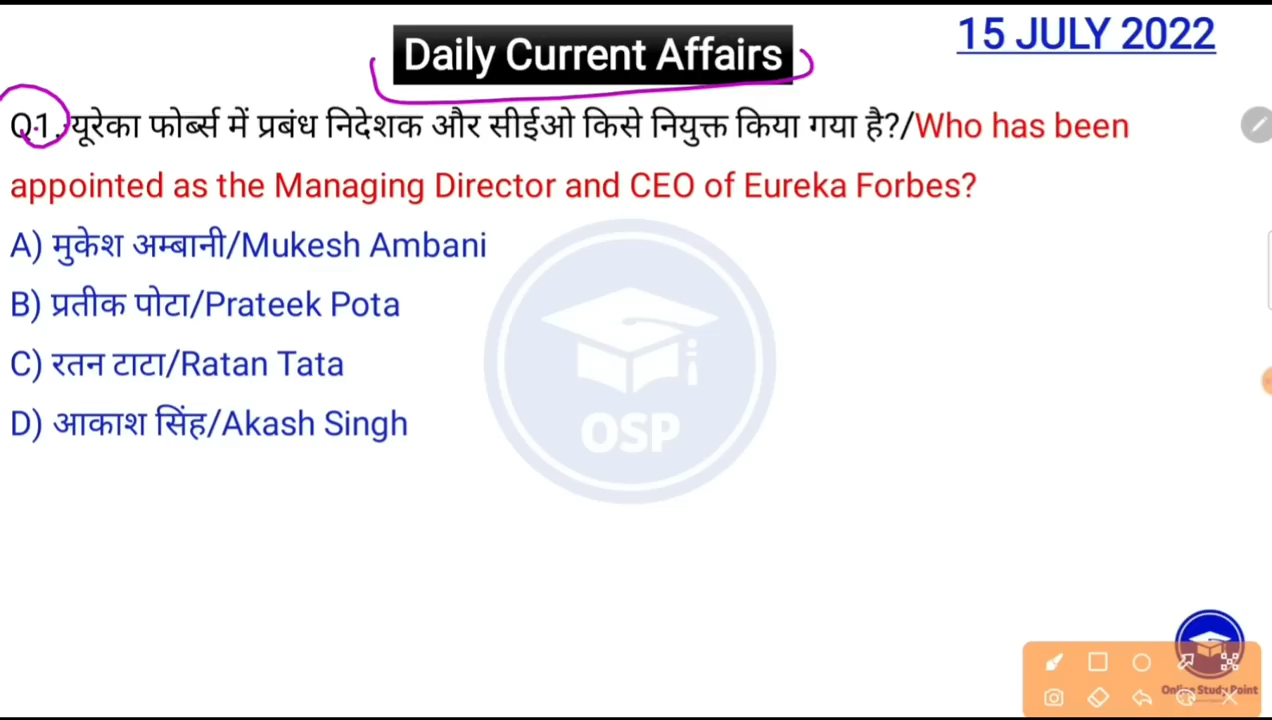 Daily Current Affairs
15 JULY 2022
Q.1. यूरेका फोर्ब्स में प्रबंध निदेशक और सीईओ किसे नियुक्त किया गया है?/Who has been
appointed as the Managing Director and CEO of Eureka Forbes?
A) मुकेश अम्बानी/Mukesh Ambani
B) प्रतीक पोटा/Prateek Pota
C) रतन टाटा/Ratan Tata
D) आकाश सिंह/Akash Singh
OSP
Online Study Point